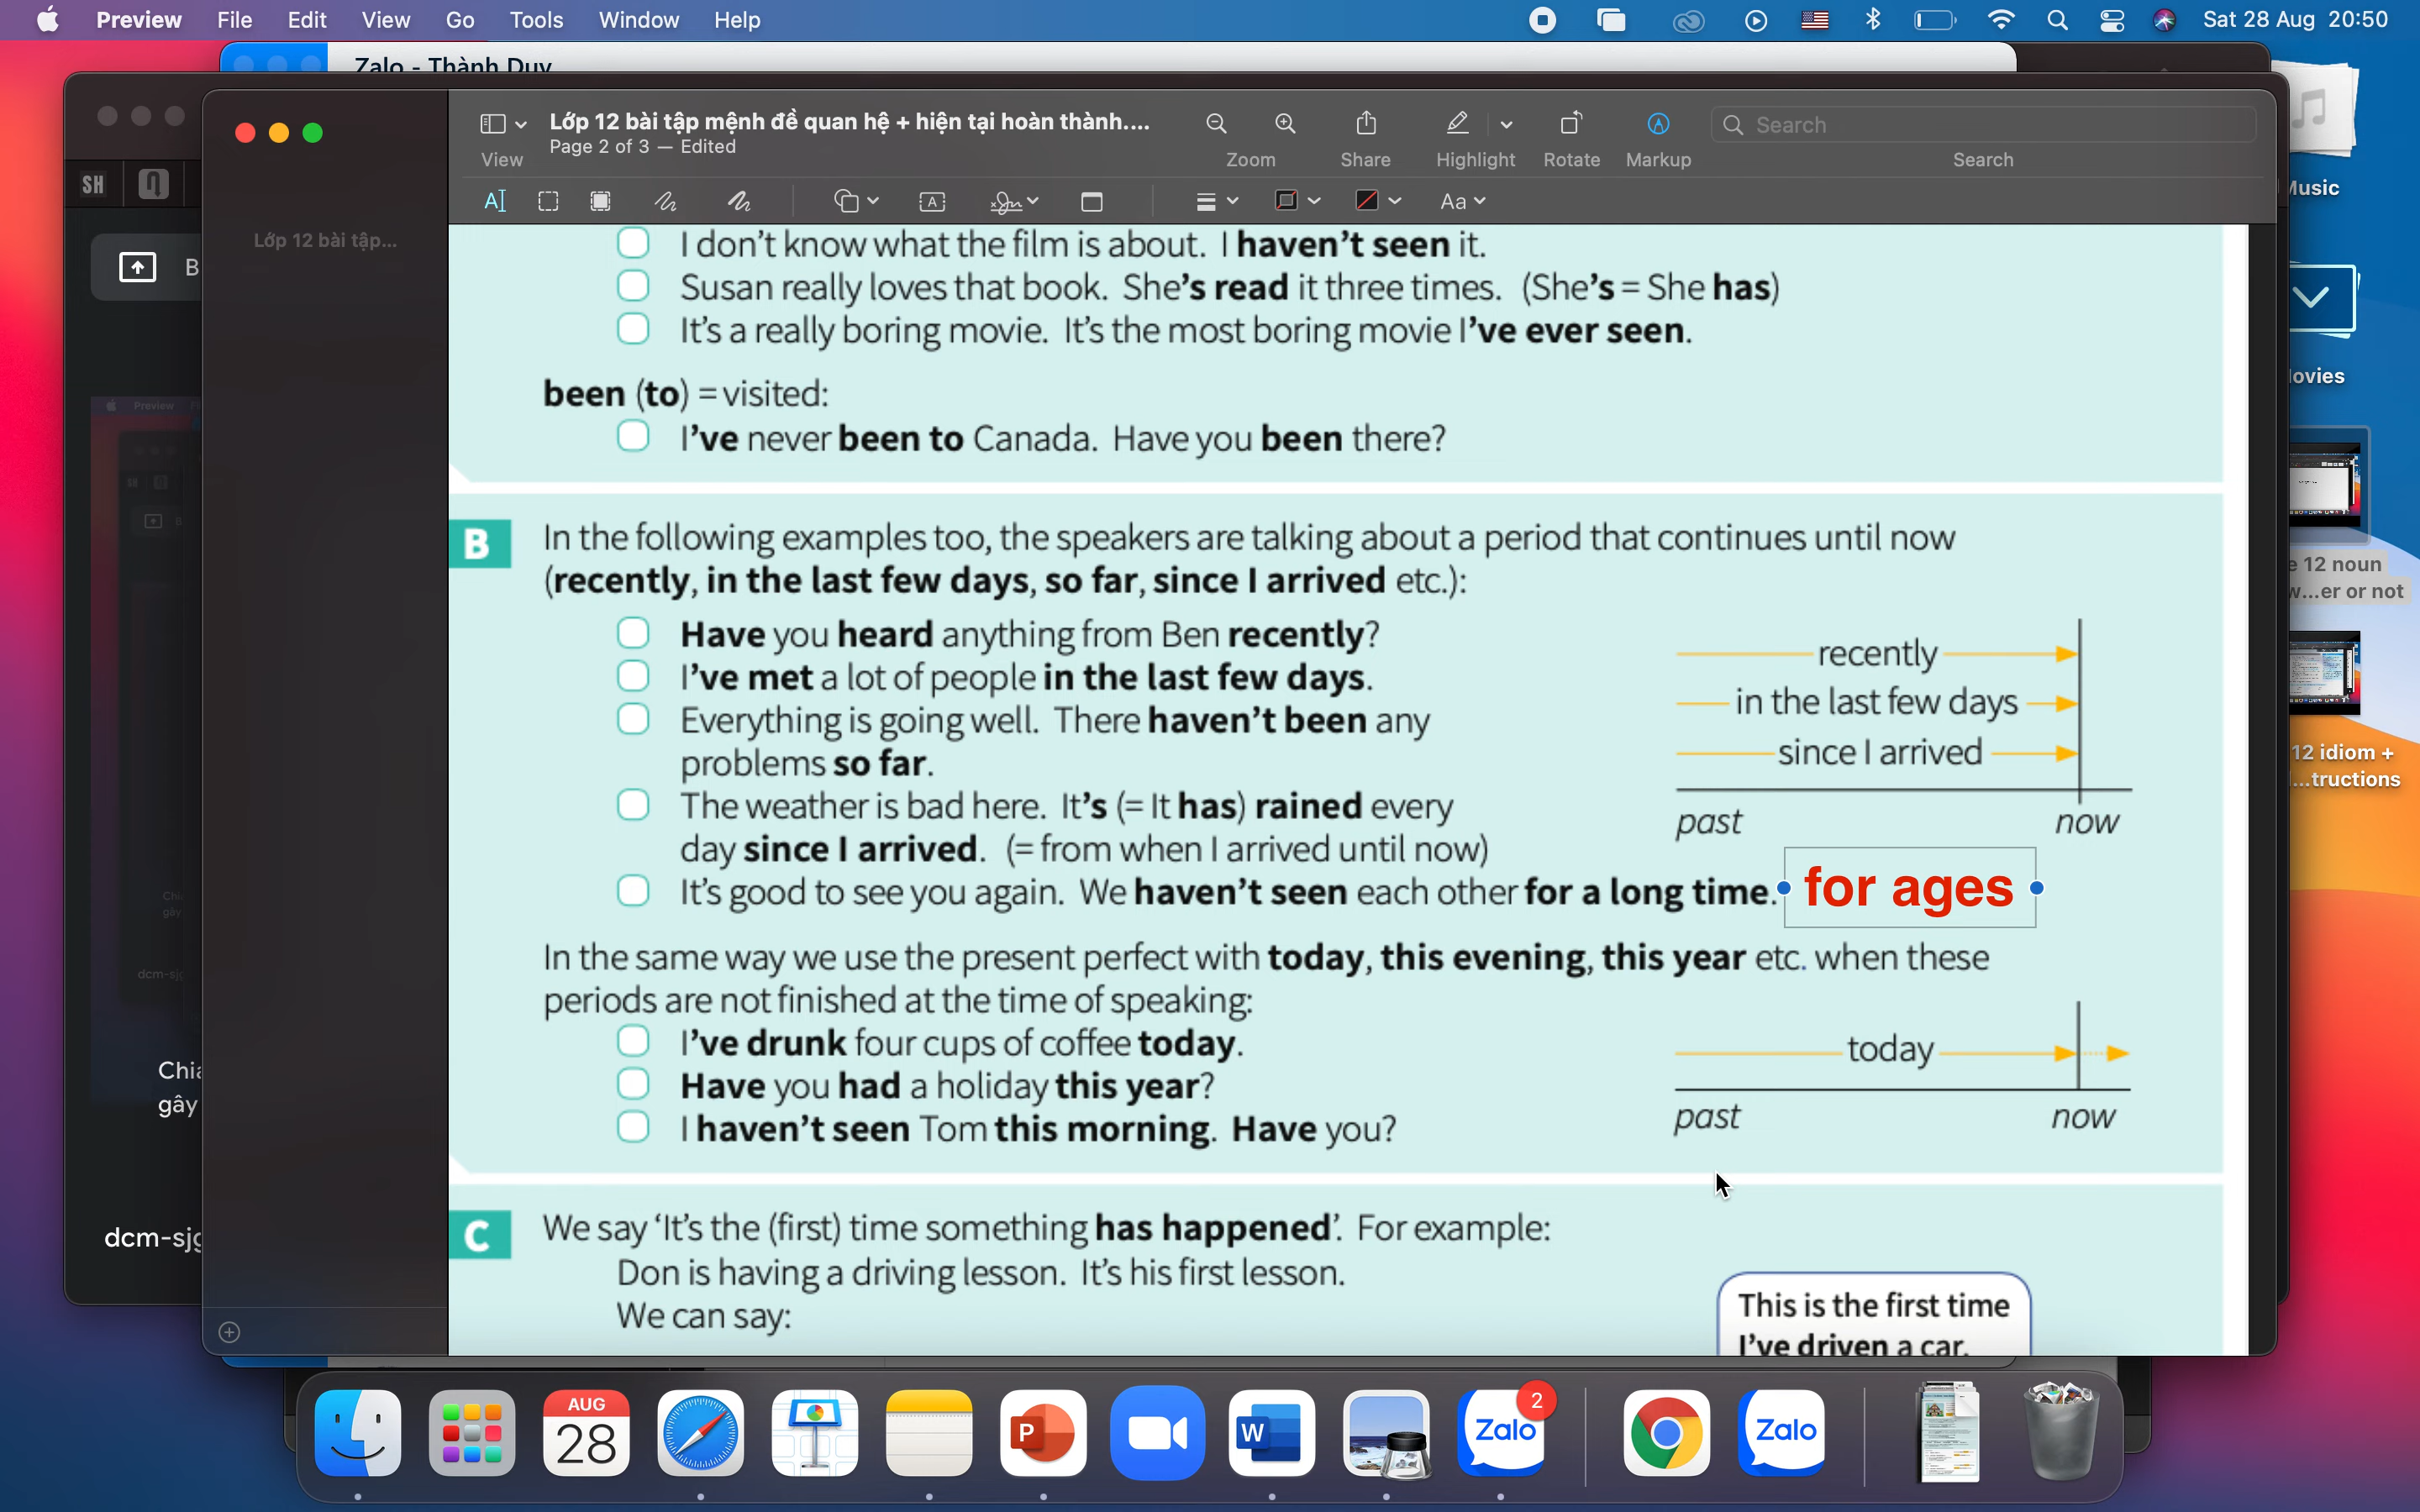 Preview File Edit View Go Tools Window Help Sat 28 Aug 20:50
Zalo - Thành Duy
Lớp 12 bài tập mệnh đề quan hệ + hiện tại hoàn thành....
Page 2 of 3 — Edited
View Zoom Share Highlight Rotate Markup Search
Search
SH
Aa
Lớp 12 bài tập...
B
Music
I don't know what the film is about. I haven't seen it.
Susan really loves that book. She's read it three times. (She's = She has)
It's a really boring movie. It's the most boring movie I've ever seen.
ovies
been (to) = visited:
I've never been to Canada. Have you been there?
Preview
B In the following examples too, the speakers are talking about a period that continues until now
(recently, in the last few days, so far, since I arrived etc.):
e 12 noun
w...er or not
Have you heard anything from Ben recently?
I've met a lot of people in the last few days.
Everything is going well. There haven't been any
problems so far.
The weather is bad here. It's (= It has) rained every
day since I arrived. (= from when I arrived until now)
It's good to see you again. We haven't seen each other for a long time. for ages
recently
in the last few days
since I arrived
past now
12 idiom +
...tructions
In the same way we use the present perfect with today, this evening, this year etc. when these
periods are not finished at the time of speaking:
I've drunk four cups of coffee today.
Have you had a holiday this year?
I haven't seen Tom this morning. Have you?
today
past now
Chia
gây
dcm-sjg
C We say 'It's the (first) time something has happened'. For example:
Don is having a driving lesson. It's his first lesson.
We can say:
This is the first time
I've driven a car.
AUG
28
P
W
Zalo
2
Zalo